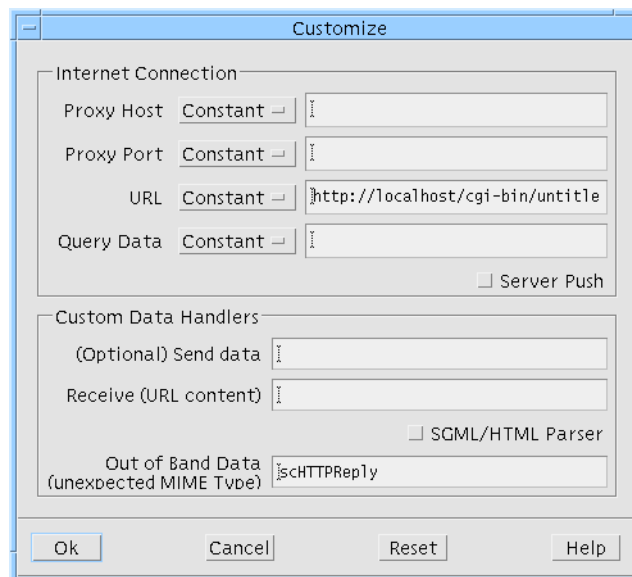 Customize
Internet Connection
Proxy Host Constant
Proxy Port Constant
URL Constant http://localhost/cgi-bin/untitle
Query Data Constant
Server Push
Custom Data Handlers
(Optional) Send data
Receive (URL content)
SGML/HTML Parser
Out of Band Data
(unexpected MIME Type) scHTTPReply
Ok Cancel Reset Help